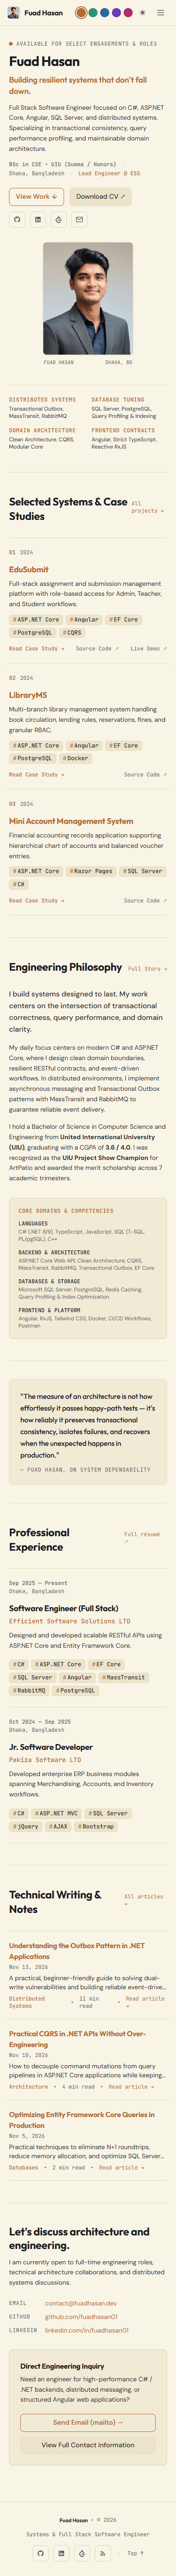 Fuad Hasan
AVAILABLE FOR SELECT ENGAGEMENTS & ROLES
Fuad Hasan
Building resilient systems that don't fall
down.
Full Stack Software Engineer focused on C#, ASP.NET
Core, Angular, SQL Server, and distributed systems.
Specializing in transactional consistency, query
performance profiling, and maintainable domain
architecture.
BSc in CSE • UIU (Summa / Honors)
Dhaka, Bangladesh · Lead Engineer @ ESS
View Work ↓
Download CV ↗
FUAD HASAN
DHAKA, BD
DISTRIBUTED SYSTEMS
Transactional Outbox,
MassTransit, RabbitMQ
DATABASE TUNING
SQL Server, PostgreSQL,
Query Profiling & Indexing
DOMAIN ARCHITECTURE
Clean Architecture, CQRS,
Modular Core
FRONTEND CONTRACTS
Angular, Strict TypeScript,
Reactive RxJS
Selected Systems & Case
Studies
All
projects →
01 2024
EduSubmit
Full-stack assignment and submission management
platform with role-based access for Admin, Teacher,
and Student workflows.
#ASP.NET Core #Angular #EF Core
#PostgreSQL #CQRS
Read Case Study → Source Code ↗ Live Demo ↗
02 2024
LibraryMS
Multi-branch library management system handling
book circulation, lending rules, reservations, fines, and
granular RBAC.
#ASP.NET Core #Angular #EF Core
#PostgreSQL #Docker
Read Case Study → Source Code ↗
03 2024
Mini Account Management System
Financial accounting records application supporting
hierarchical chart of accounts and balanced voucher
entries.
#ASP.NET Core #Razor Pages #SQL Server
#C#
Read Case Study → Source Code ↗
Engineering Philosophy
Full Story →
I build systems designed to last. My work
centers on the intersection of transactional
correctness, query performance, and domain
clarity.
My daily focus centers on modern C# and ASP.NET
Core, where I design clean domain boundaries,
resilient RESTful contracts, and event-driven
workflows. In distributed environments, I implement
asynchronous messaging and Transactional Outbox
patterns with MassTransit and RabbitMQ to
guarantee reliable event delivery.
I hold a Bachelor of Science in Computer Science and
Engineering from United International University
(UIU), graduating with a CGPA of 3.6 / 4.0. I was
recognized as the UIU Project Show Champion for
ArtPatio and awarded the merit scholarship across 7
academic trimesters.
CORE DOMAINS & COMPETENCIES
LANGUAGES
C# (.NET 8/9), TypeScript, JavaScript, SQL (T-SQL,
PL/pgSQL), C++
BACKEND & ARCHITECTURE
ASP.NET Core Web API, Clean Architecture, CQRS,
MassTransit, RabbitMQ, Transactional Outbox, EF Core
DATABASES & STORAGE
Microsoft SQL Server, PostgreSQL, Redis Caching,
Query Profiling & Index Optimization
FRONTEND & PLATFORM
Angular, RxJS, Tailwind CSS, Docker, CI/CD Workflows,
Postman
"The measure of an architecture is not how
effortlessly it passes happy-path tests — it's
how reliably it preserves transactional
consistency, isolates failures, and recovers
when the unexpected happens in
production."
— FUAD HASAN, ON SYSTEM DEPENDABILITY
Professional
Experience
Full résumé
↗
Sep 2025 — Present
Dhaka, Bangladesh
Software Engineer (Full Stack)
Efficient Software Solutions LTD
Designed and developed scalable RESTful APIs using
ASP.NET Core and Entity Framework Core.
#C# #ASP.NET Core #EF Core
#SQL Server #Angular #MassTransit
#RabbitMQ #PostgreSQL
Oct 2024 — Sep 2025
Dhaka, Bangladesh
Jr. Software Developer
Pakiza Software LTD
Developed enterprise ERP business modules
spanning Merchandising, Accounts, and Inventory
workflows.
#C# #ASP.NET MVC #SQL Server
#jQuery #AJAX #Bootstrap
Technical Writing &
Notes
All articles
→
Understanding the Outbox Pattern in .NET
Applications
Nov 13, 2026
A practical, beginner-friendly guide to solving dual-
write vulnerabilities and building reliable event-drive...
Distributed
Systems • 11 min
read • Read article
→
Practical CQRS in .NET APIs Without Over-
Engineering
Nov 10, 2026
How to decouple command mutations from query
pipelines in ASP.NET Core APIs while keeping...
Architecture • 4 min read • Read article →
Optimizing Entity Framework Core Queries in
Production
Nov 5, 2026
Practical techniques to eliminate N+1 roundtrips,
reduce memory allocation, and optimize SQL Server...
Databases • 2 min read • Read article →
Let's discuss architecture and
engineering.
I am currently open to full-time engineering roles,
technical architecture collaborations, and distributed
systems discussions.
EMAIL contact@fuadhasan.dev
GITHUB github.com/fuadhasan01
LINKEDIN linkedin.com/in/fuadhasan01
Direct Engineering Inquiry
Need an engineer for high-performance C# /
.NET backends, distributed messaging, or
structured Angular web applications?
Send Email (mailto) →
View Full Contact Information
Fuad Hasan • © 2026
Systems & Full Stack Software Engineer
Top ↑